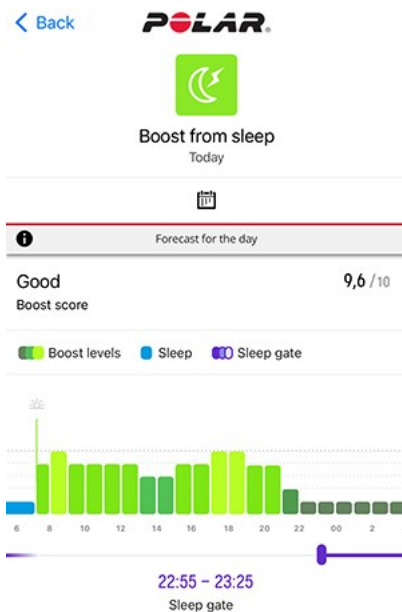 Back
POLAR.
Boost from sleep
Today
Forecast for the day
Good
9,6 /10
Boost score
Boost levels Sleep Sleep gate
6 8 10 12 14 16 18 20 22 00 2
22:55 – 23:25
Sleep gate